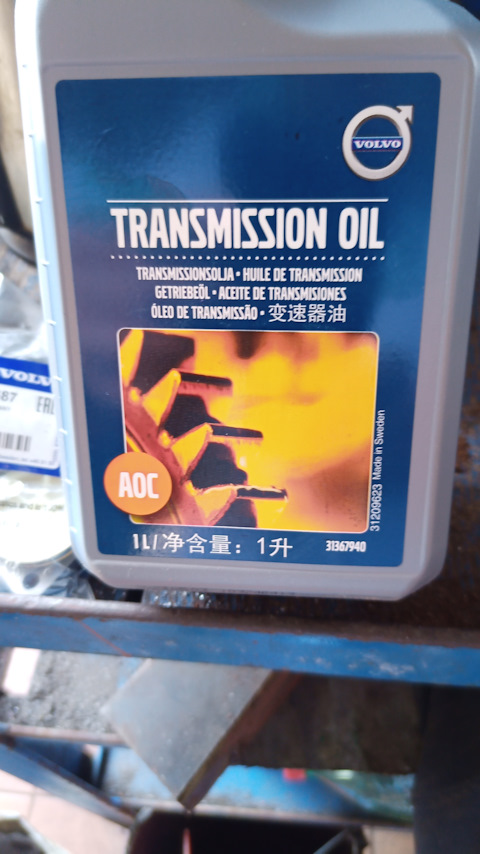 VOLVO
TRANSMISSION OIL
TRANSMISSIONSOLJA • HUILE DE TRANSMISSION
GETRIEBEÖL • ACEITE DE TRANSMISIONES
ÓLEO DE TRANSMISSÃO • 变速器油
AOC
31209623 Made in Sweden
1L/净含量：1升
31367940
VOLVO